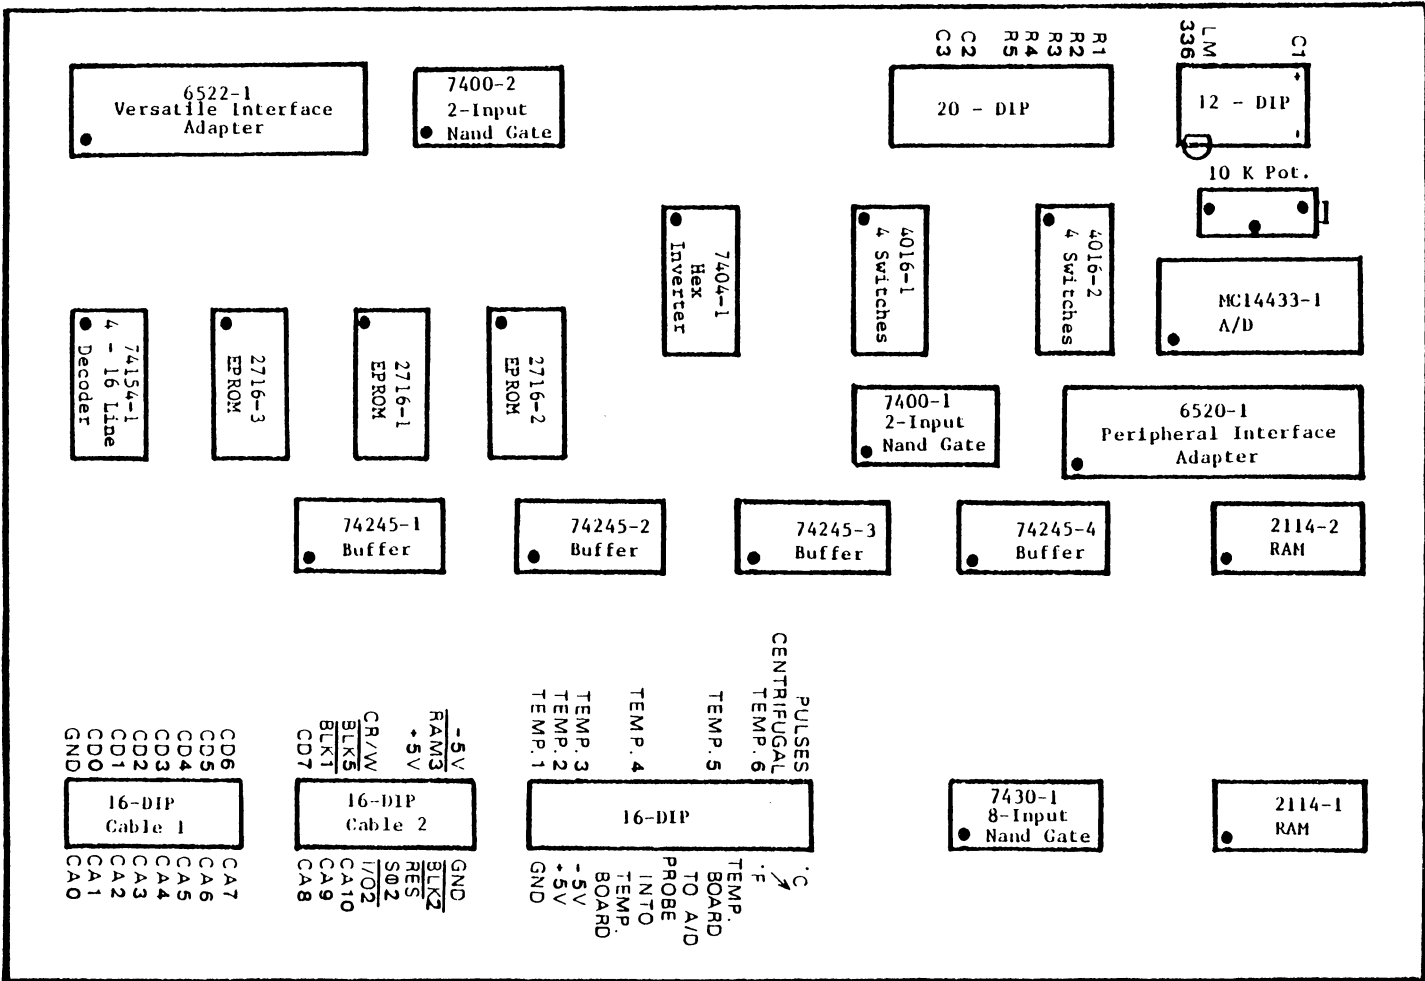 C3
C2
R5
R4
R3
R2
R1
336
LM
C1
6522-1
Versatile Interface
Adapter
7400-2
2-Input
Nand Gate
20 - DIP
12 - DIP
+
-
10 K Pot.
7404-1
Hex
Inverter
4016-1
4 Switches
4016-2
4 Switches
MC14433-1
A/D
74154-1
4 - 16 Line
Decoder
2716-3
EPROM
2716-1
EPROM
2716-2
EPROM
7400-1
2-Input
Nand Gate
6520-1
Peripheral Interface
Adapter
74245-1
Buffer
74245-2
Buffer
74245-3
Buffer
74245-4
Buffer
2114-2
RAM
GND
CD0
CD1
CD2
CD3
CD4
CD5
CD6
16-DIP
Cable 1
CA0
CA1
CA2
CA3
CA4
CA5
CA6
CA7
CD7
BLK1
BLK5
CR/W
+5V
RAM3
-5V
16-DIP
Cable 2
CA8
CA9
CA10
I/O2
SØ2
RES
BLK2
GND
TEMP.1
TEMP.2
TEMP.3
TEMP.4
TEMP.5
TEMP.6
CENTRIFUGAL
PULSES
16-DIP
GND
+5V
-5V
BOARD
TEMP.
INTO
PROBE
TO A/D
BOARD
TEMP.
°F
°C
7430-1
8-Input
Nand Gate
2114-1
RAM